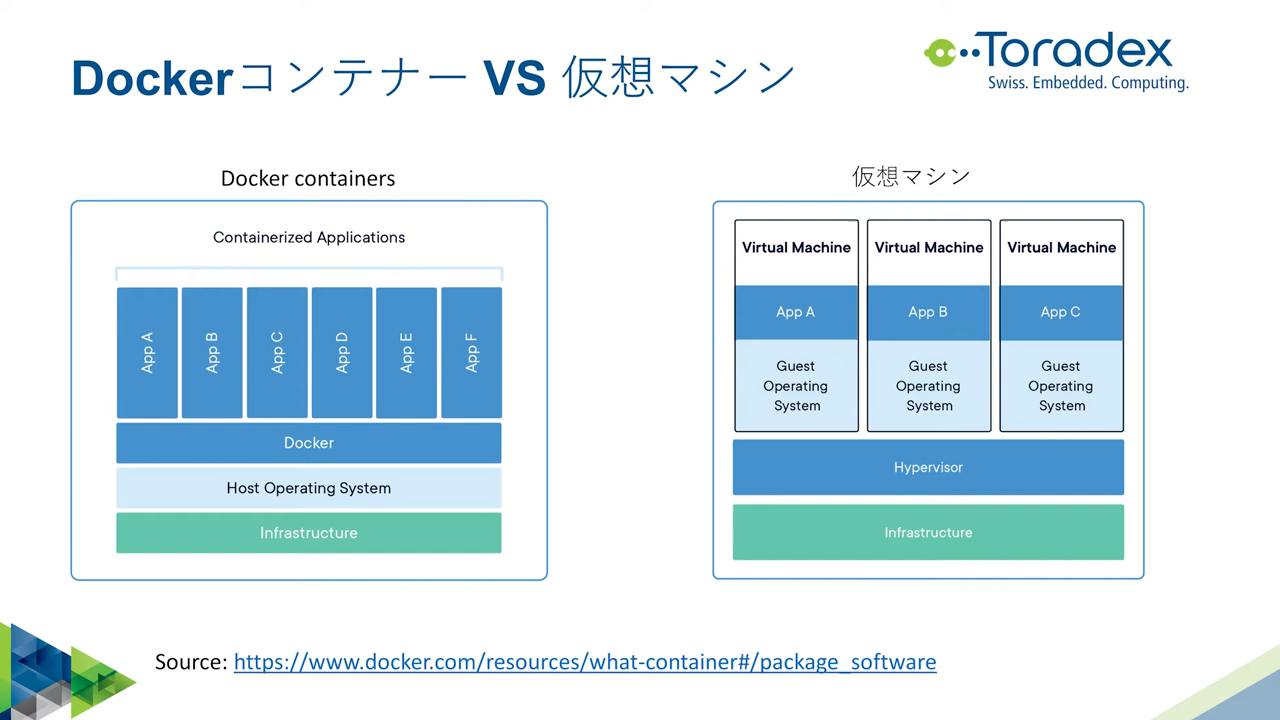 Dockerコンテナー VS 仮想マシン
Toradex
Swiss. Embedded. Computing.
Docker containers
Containerized Applications
App A
App B
App C
App D
App E
App F
Docker
Host Operating System
Infrastructure
仮想マシン
Virtual Machine
App A
Guest
Operating
System
Virtual Machine
App B
Guest
Operating
System
Virtual Machine
App C
Guest
Operating
System
Hypervisor
Infrastructure
Source: https://www.docker.com/resources/what-container#/package_software